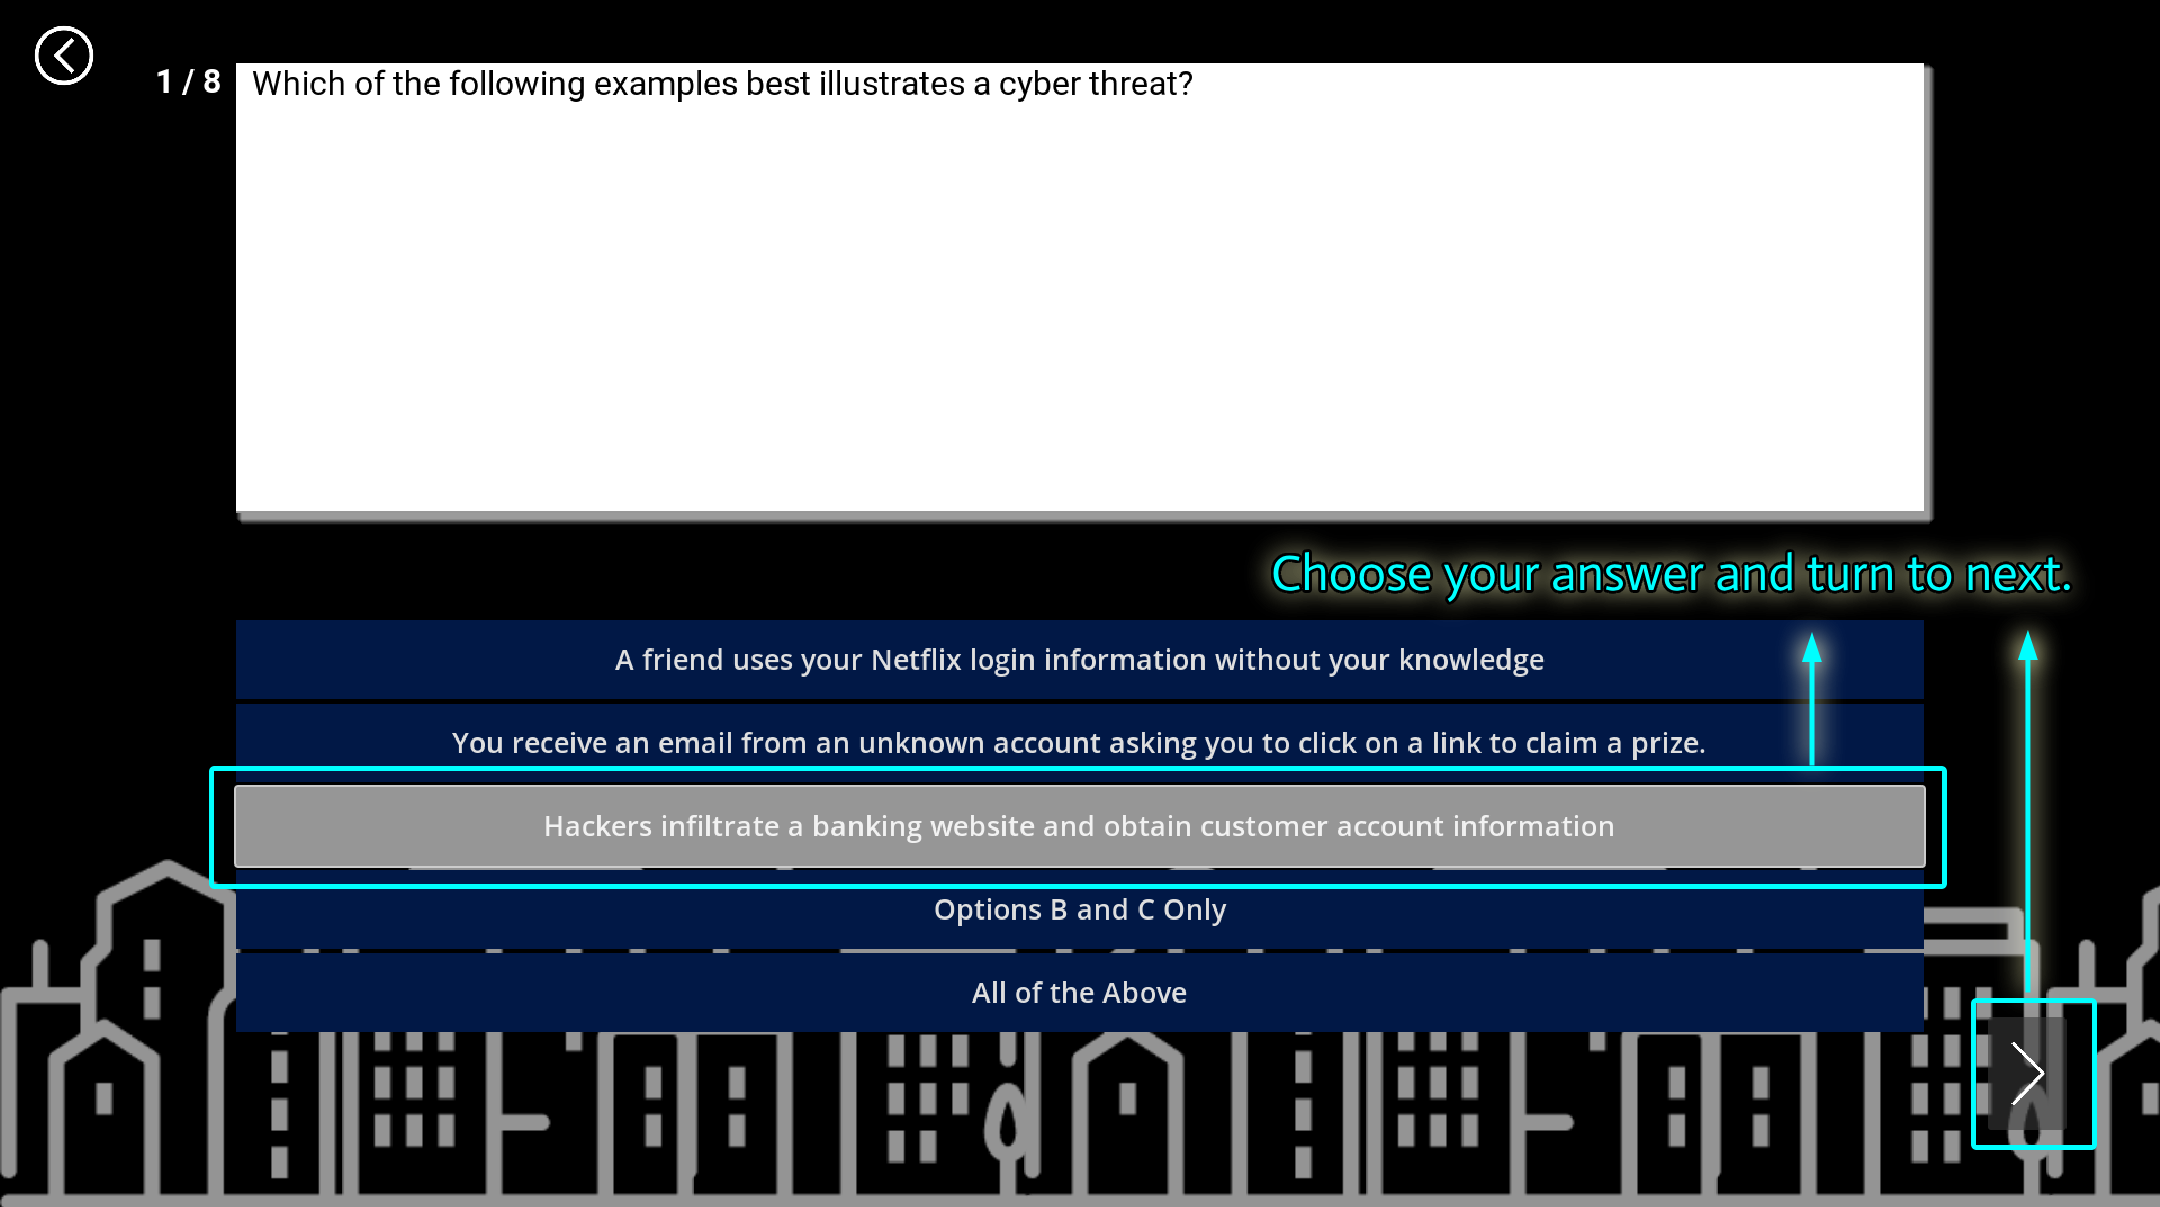 1 / 8
Which of the following examples best illustrates a cyber threat?
Choose your answer and turn to next.
A friend uses your Netflix login information without your knowledge
You receive an email from an unknown account asking you to click on a link to claim a prize.
Hackers infiltrate a banking website and obtain customer account information
Options B and C Only
All of the Above